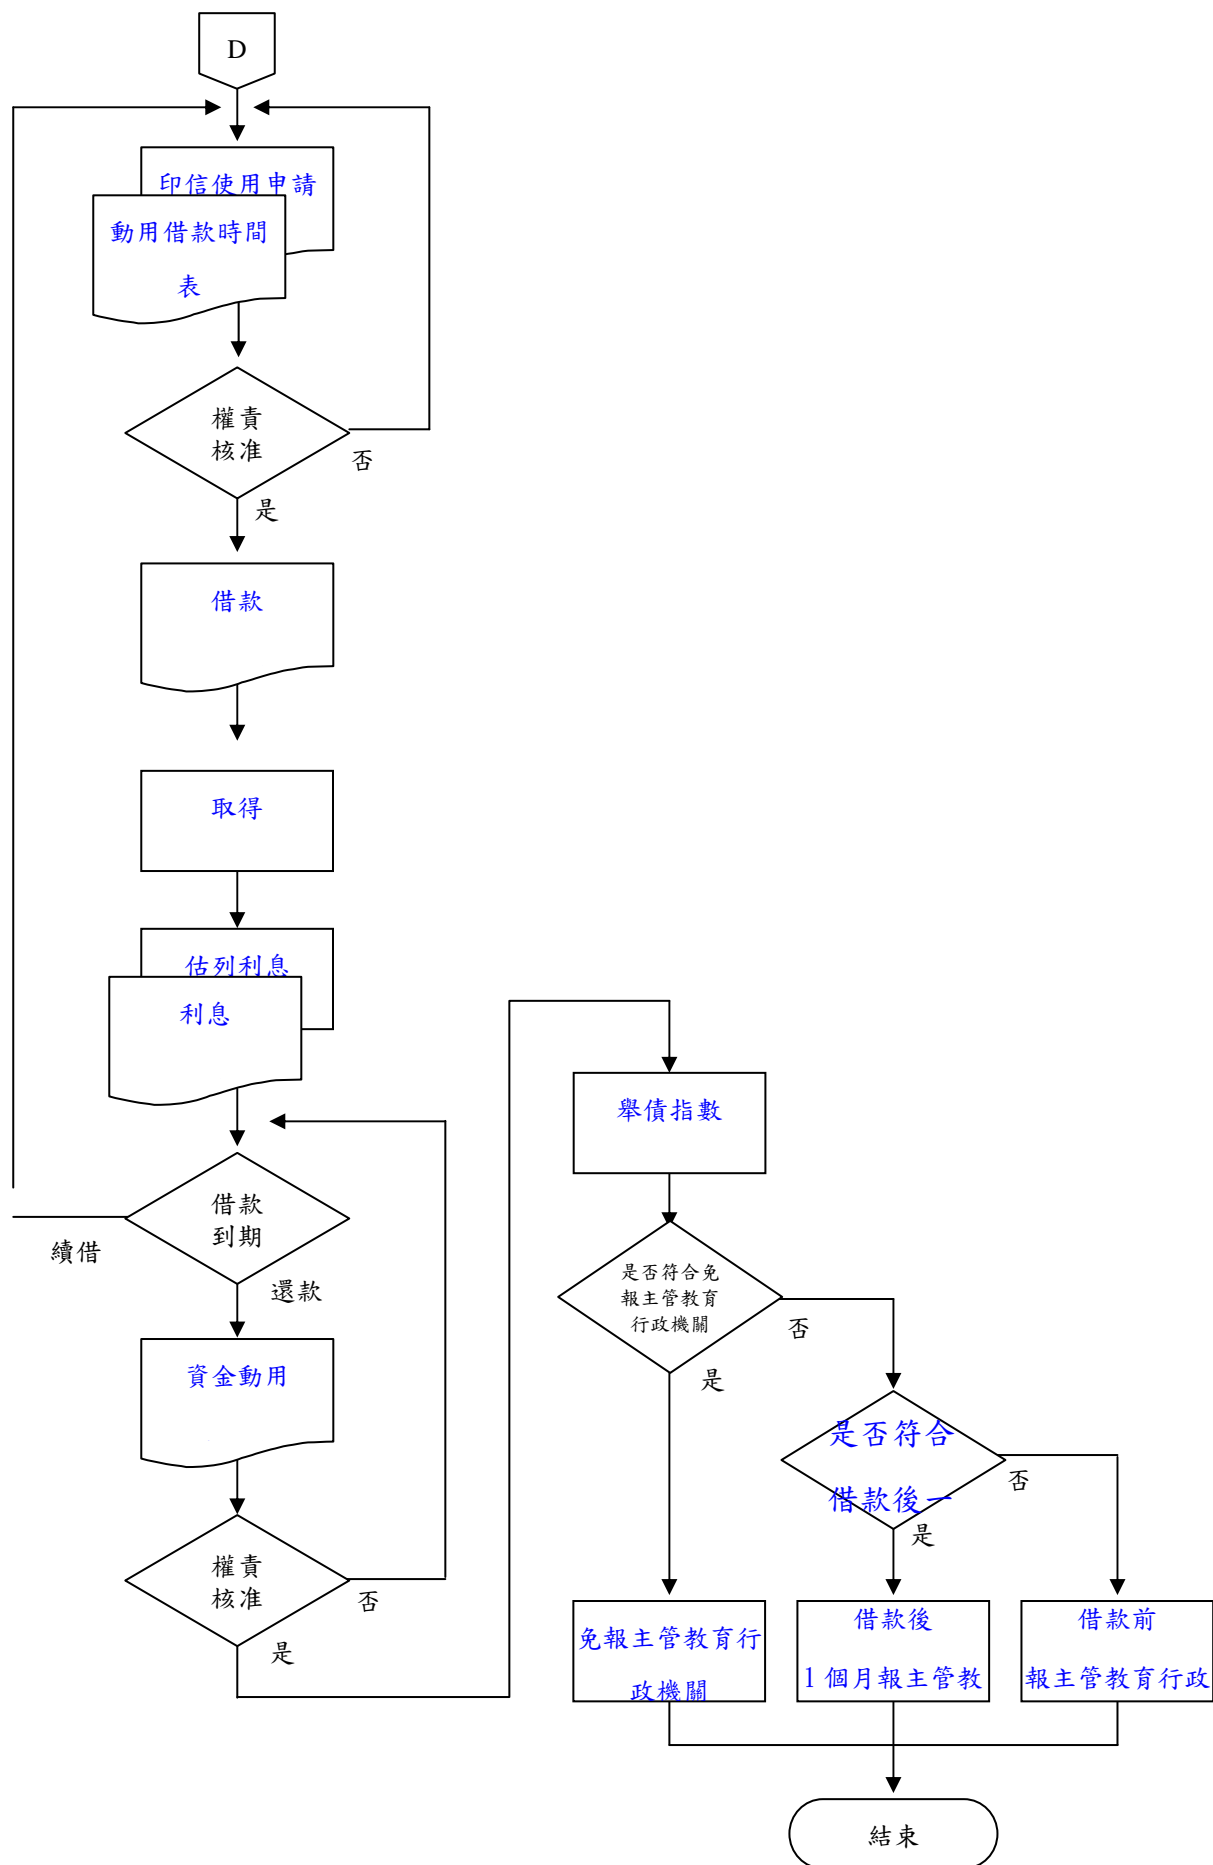 D
印信使用申請
動用借款時間
表
權責
核准
否
是
借款
取得
估列利息
利息
借款
到期
續借
還款
資金動用
權責
核准
否
是
舉債指數
是否符合免
報主管教育
行政機關
否
是
是否符合
借款後一
否
是
免報主管教育行
政機關
借款後
1個月報主管教
借款前
報主管教育行政
結束